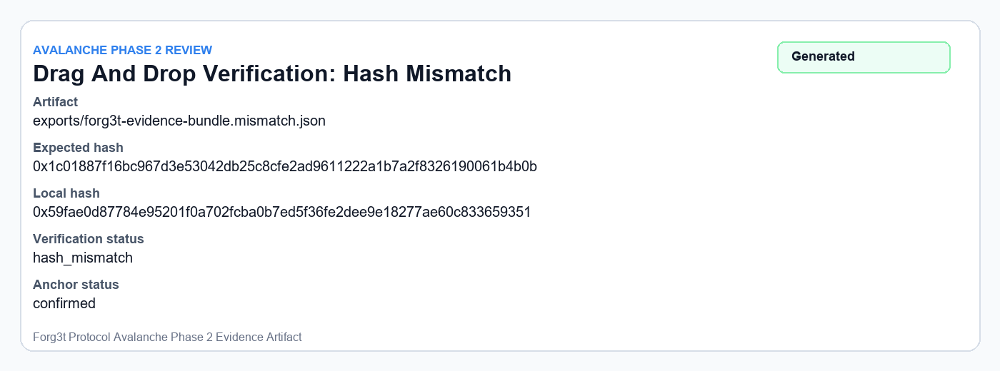 AVALANCHE PHASE 2 REVIEW
Generated
Drag And Drop Verification: Hash Mismatch
Artifact
exports/forg3t-evidence-bundle.mismatch.json
Expected hash
0x1c01887f16bc967d3e53042db25c8cfe2ad9611222a1b7a2f8326190061b4b0b
Local hash
0x59fae0d87784e95201f0a702fcba0b7ed5f36fe2dee9e18277ae60c833659351
Verification status
hash_mismatch
Anchor status
confirmed
Forg3t Protocol Avalanche Phase 2 Evidence Artifact